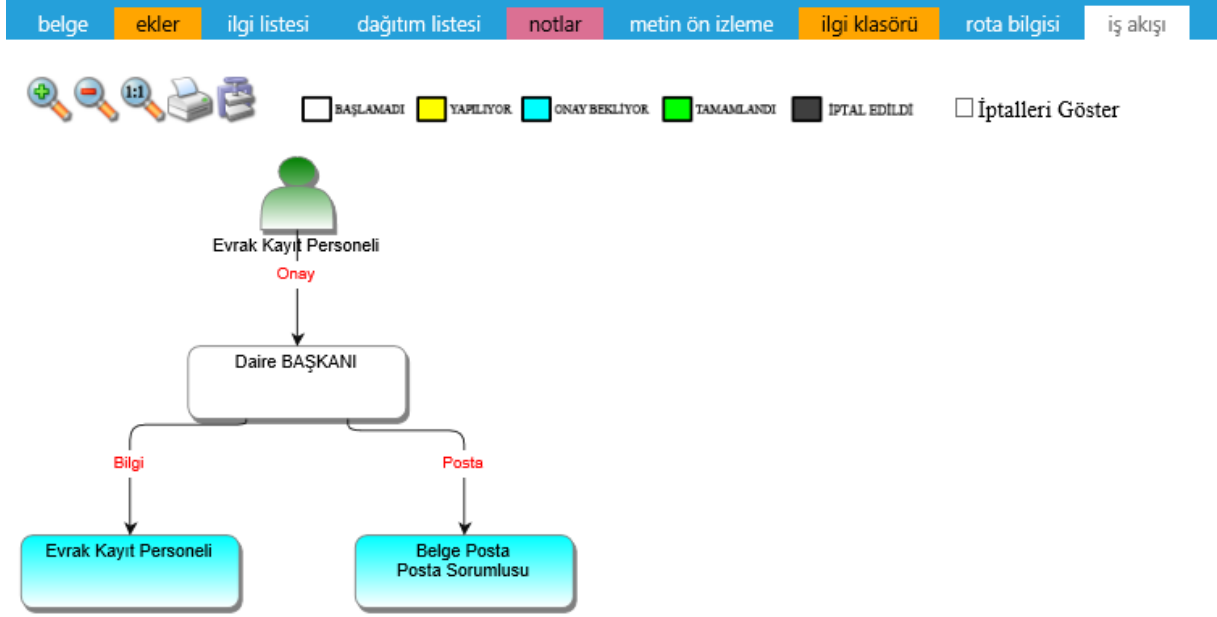 belge ekler ilgi listesi dağıtım listesi notlar metin ön izleme ilgi klasörü rota bilgisi iş akışı
1:1
BAŞLAMADI YAPILIYOR ONAY BEKLİYOR TAMAMLANDI İPTAL EDİLDİ İptalleri Göster
Evrak Kayıt Personeli
Onay
Daire BAŞKANI
Bilgi Posta
Evrak Kayıt Personeli Belge Posta
Posta Sorumlusu